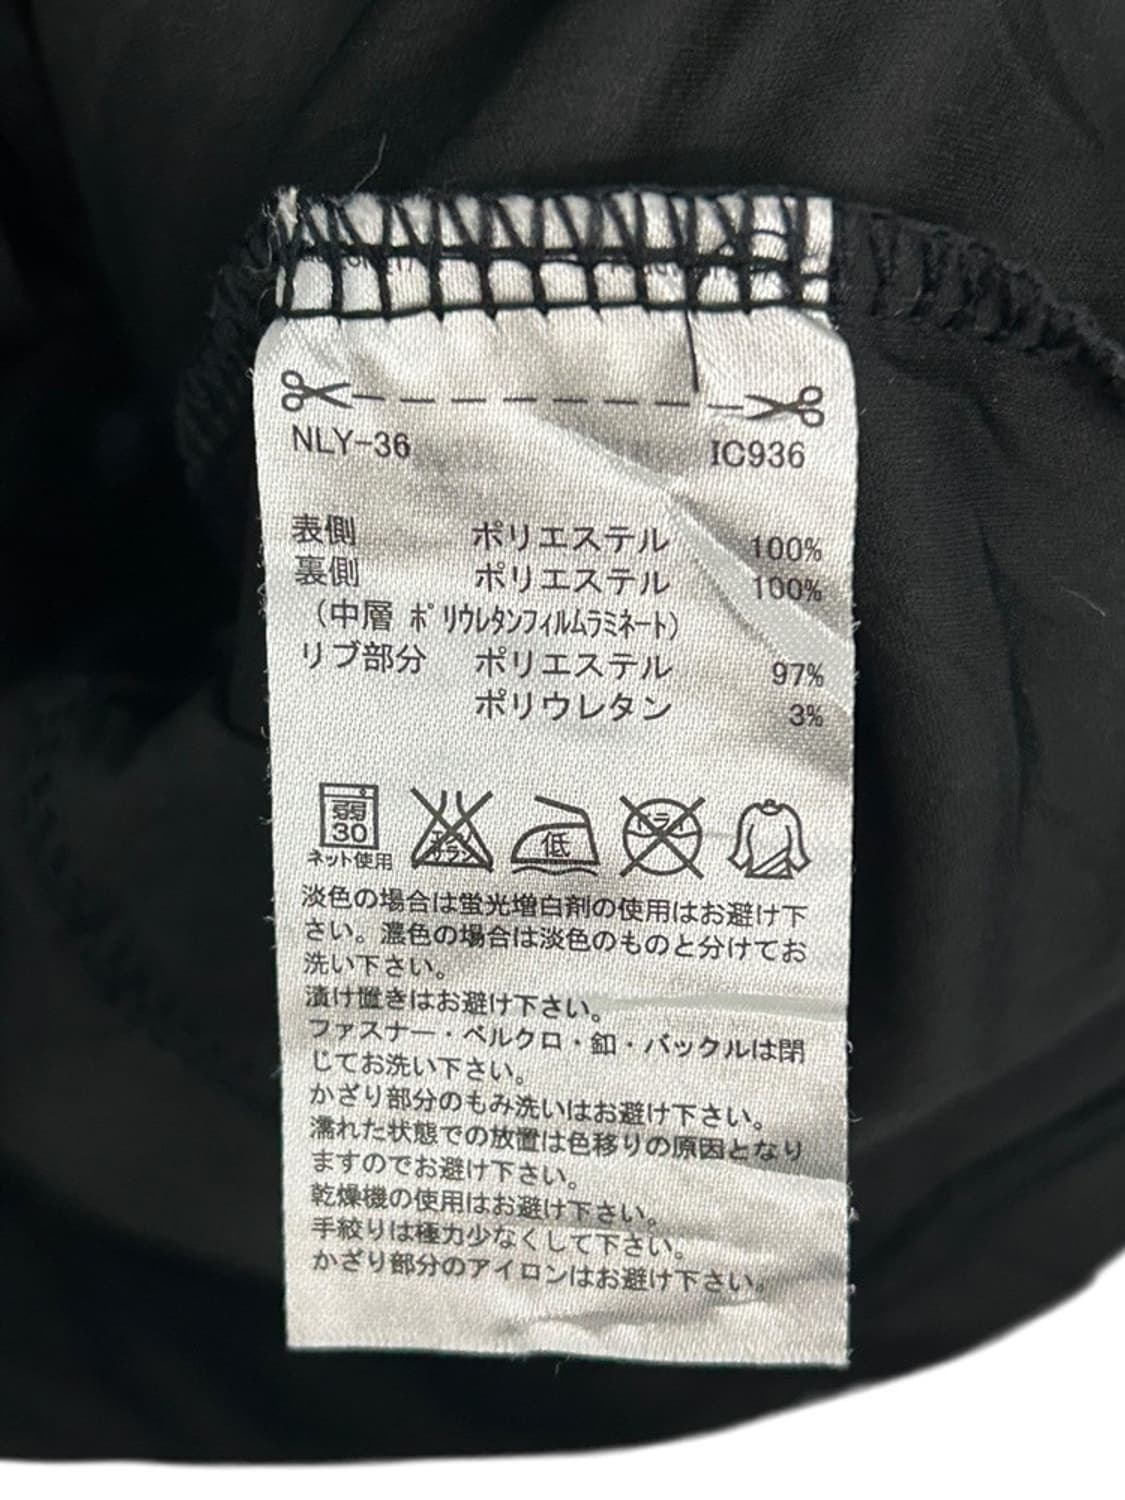 NLY-36 IC936
表側 ポリエステル 100%
裏側 ポリエステル 100%
(中層 ポリウレタンフィルムラミネート)
リブ部分 ポリエステル 97%
ポリウレタン 3%
弱
30
ネット使用
エンソ
サラシ
低
ドライ
淡色の場合は蛍光増白剤の使用はお避け下
さい。濃色の場合は淡色のものと分けてお
洗い下さい。
漬け置きはお避け下さい。
ファスナー・ベルクロ・釦・バックルは閉
じてお洗い下さい。
かざり部分のもみ洗いはお避け下さい。
濡れた状態での放置は色移りの原因となり
ますのでお避け下さい。
乾燥機の使用はお避け下さい。
手絞りは極力少なくして下さい。
かざり部分のアイロンはお避け下さい。